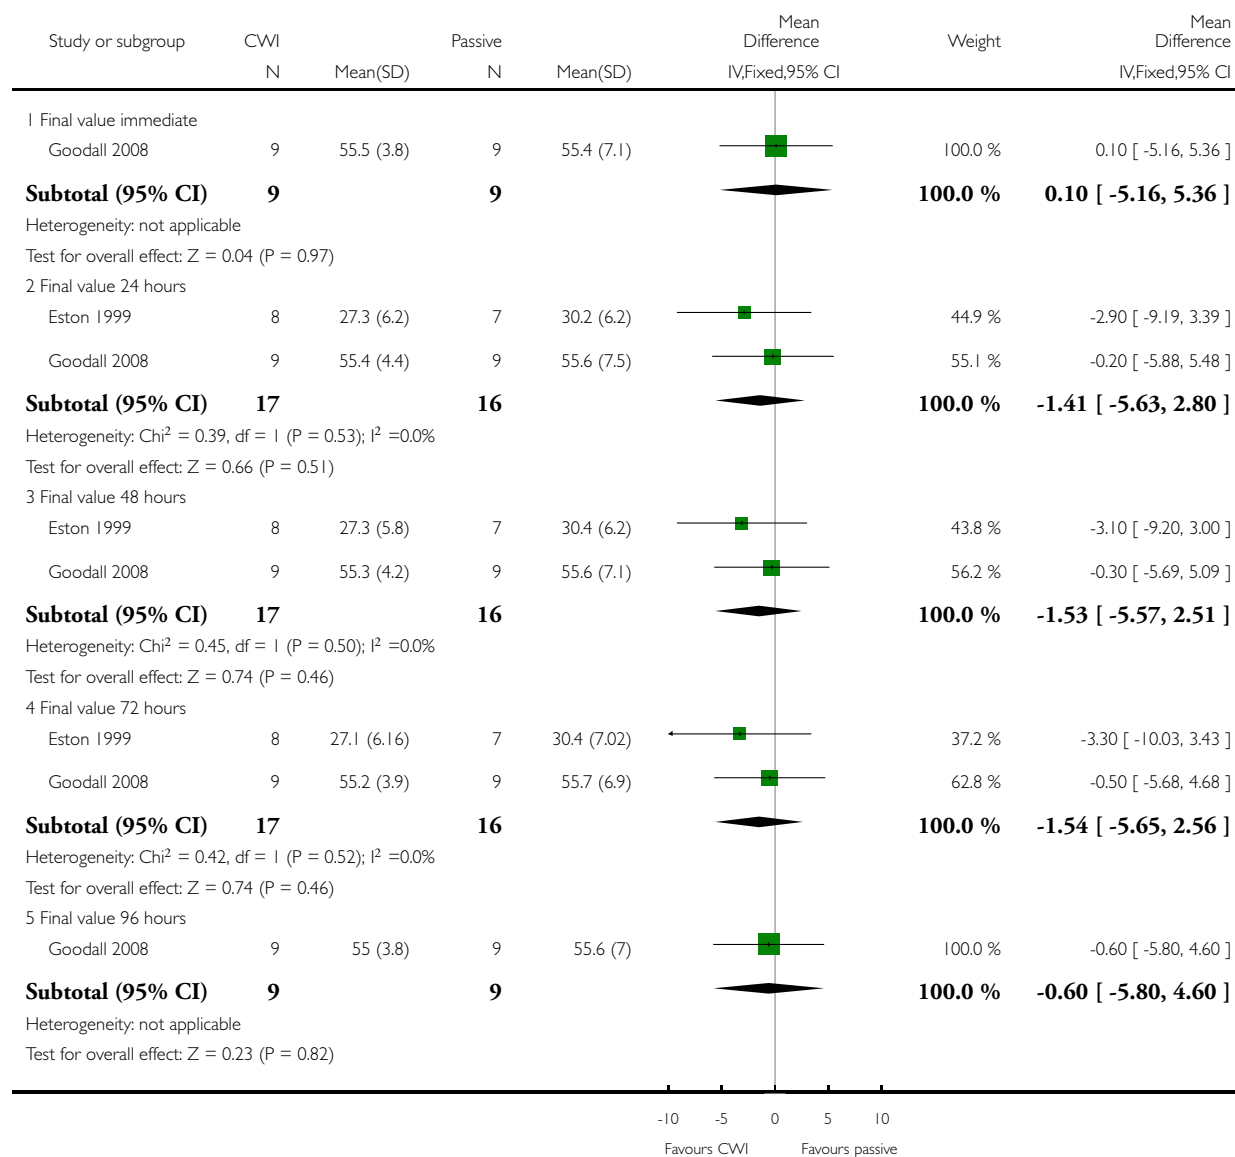 Study or subgroup CWI Passive Mean Difference Weight Mean Difference
N Mean(SD) N Mean(SD) IV,Fixed,95% CI IV,Fixed,95% CI
1 Final value immediate
Goodall 2008 9 55.5 (3.8) 9 55.4 (7.1) 100.0 % 0.10 [ -5.16, 5.36 ]
Subtotal (95% CI) 9 9 100.0 % 0.10 [ -5.16, 5.36 ]
Heterogeneity: not applicable
Test for overall effect: Z = 0.04 (P = 0.97)
2 Final value 24 hours
Eston 1999 8 27.3 (6.2) 7 30.2 (6.2) 44.9 % -2.90 [ -9.19, 3.39 ]
Goodall 2008 9 55.4 (4.4) 9 55.6 (7.5) 55.1 % -0.20 [ -5.88, 5.48 ]
Subtotal (95% CI) 17 16 100.0 % -1.41 [ -5.63, 2.80 ]
Heterogeneity: Chi² = 0.39, df = 1 (P = 0.53); I² =0.0%
Test for overall effect: Z = 0.66 (P = 0.51)
3 Final value 48 hours
Eston 1999 8 27.3 (5.8) 7 30.4 (6.2) 43.8 % -3.10 [ -9.20, 3.00 ]
Goodall 2008 9 55.3 (4.2) 9 55.6 (7.1) 56.2 % -0.30 [ -5.69, 5.09 ]
Subtotal (95% CI) 17 16 100.0 % -1.53 [ -5.57, 2.51 ]
Heterogeneity: Chi² = 0.45, df = 1 (P = 0.50); I² =0.0%
Test for overall effect: Z = 0.74 (P = 0.46)
4 Final value 72 hours
Eston 1999 8 27.1 (6.16) 7 30.4 (7.02) 37.2 % -3.30 [ -10.03, 3.43 ]
Goodall 2008 9 55.2 (3.9) 9 55.7 (6.9) 62.8 % -0.50 [ -5.68, 4.68 ]
Subtotal (95% CI) 17 16 100.0 % -1.54 [ -5.65, 2.56 ]
Heterogeneity: Chi² = 0.42, df = 1 (P = 0.52); I² =0.0%
Test for overall effect: Z = 0.74 (P = 0.46)
5 Final value 96 hours
Goodall 2008 9 55 (3.8) 9 55.6 (7) 100.0 % -0.60 [ -5.80, 4.60 ]
Subtotal (95% CI) 9 9 100.0 % -0.60 [ -5.80, 4.60 ]
Heterogeneity: not applicable
Test for overall effect: Z = 0.23 (P = 0.82)
-10 -5 0 5 10
Favours CWI Favours passive